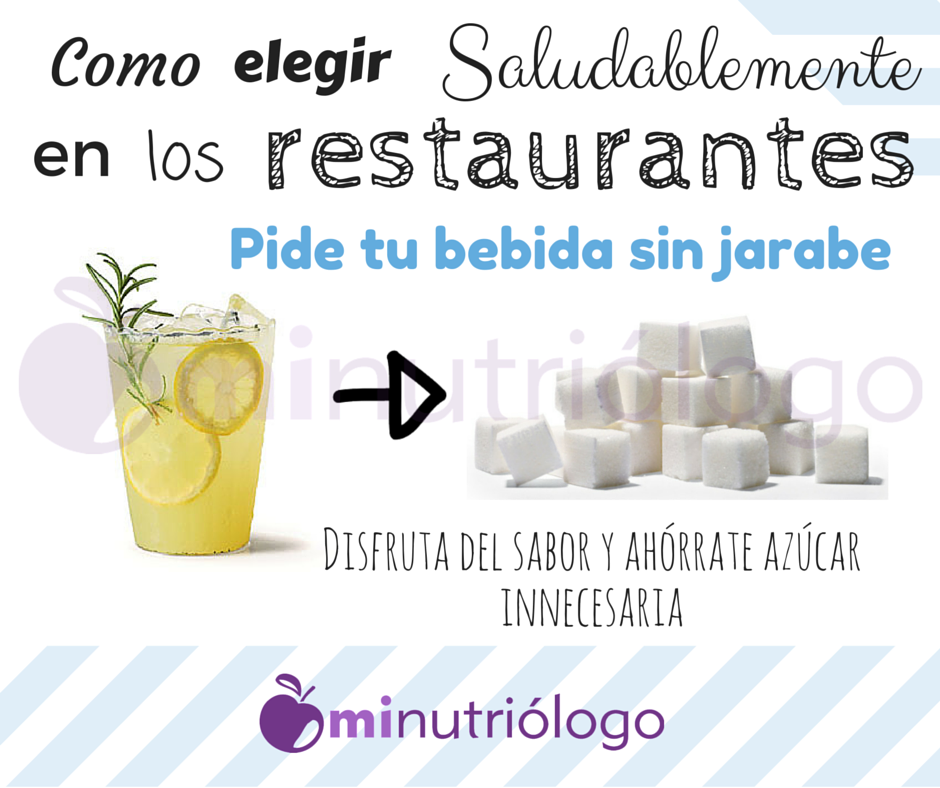 Como elegir Saludablemente
en los restaurantes
Pide tu bebida sin jarabe
minutriólogo
Disfruta del sabor y ahórrate azúcar
innecesaria
minutriólogo